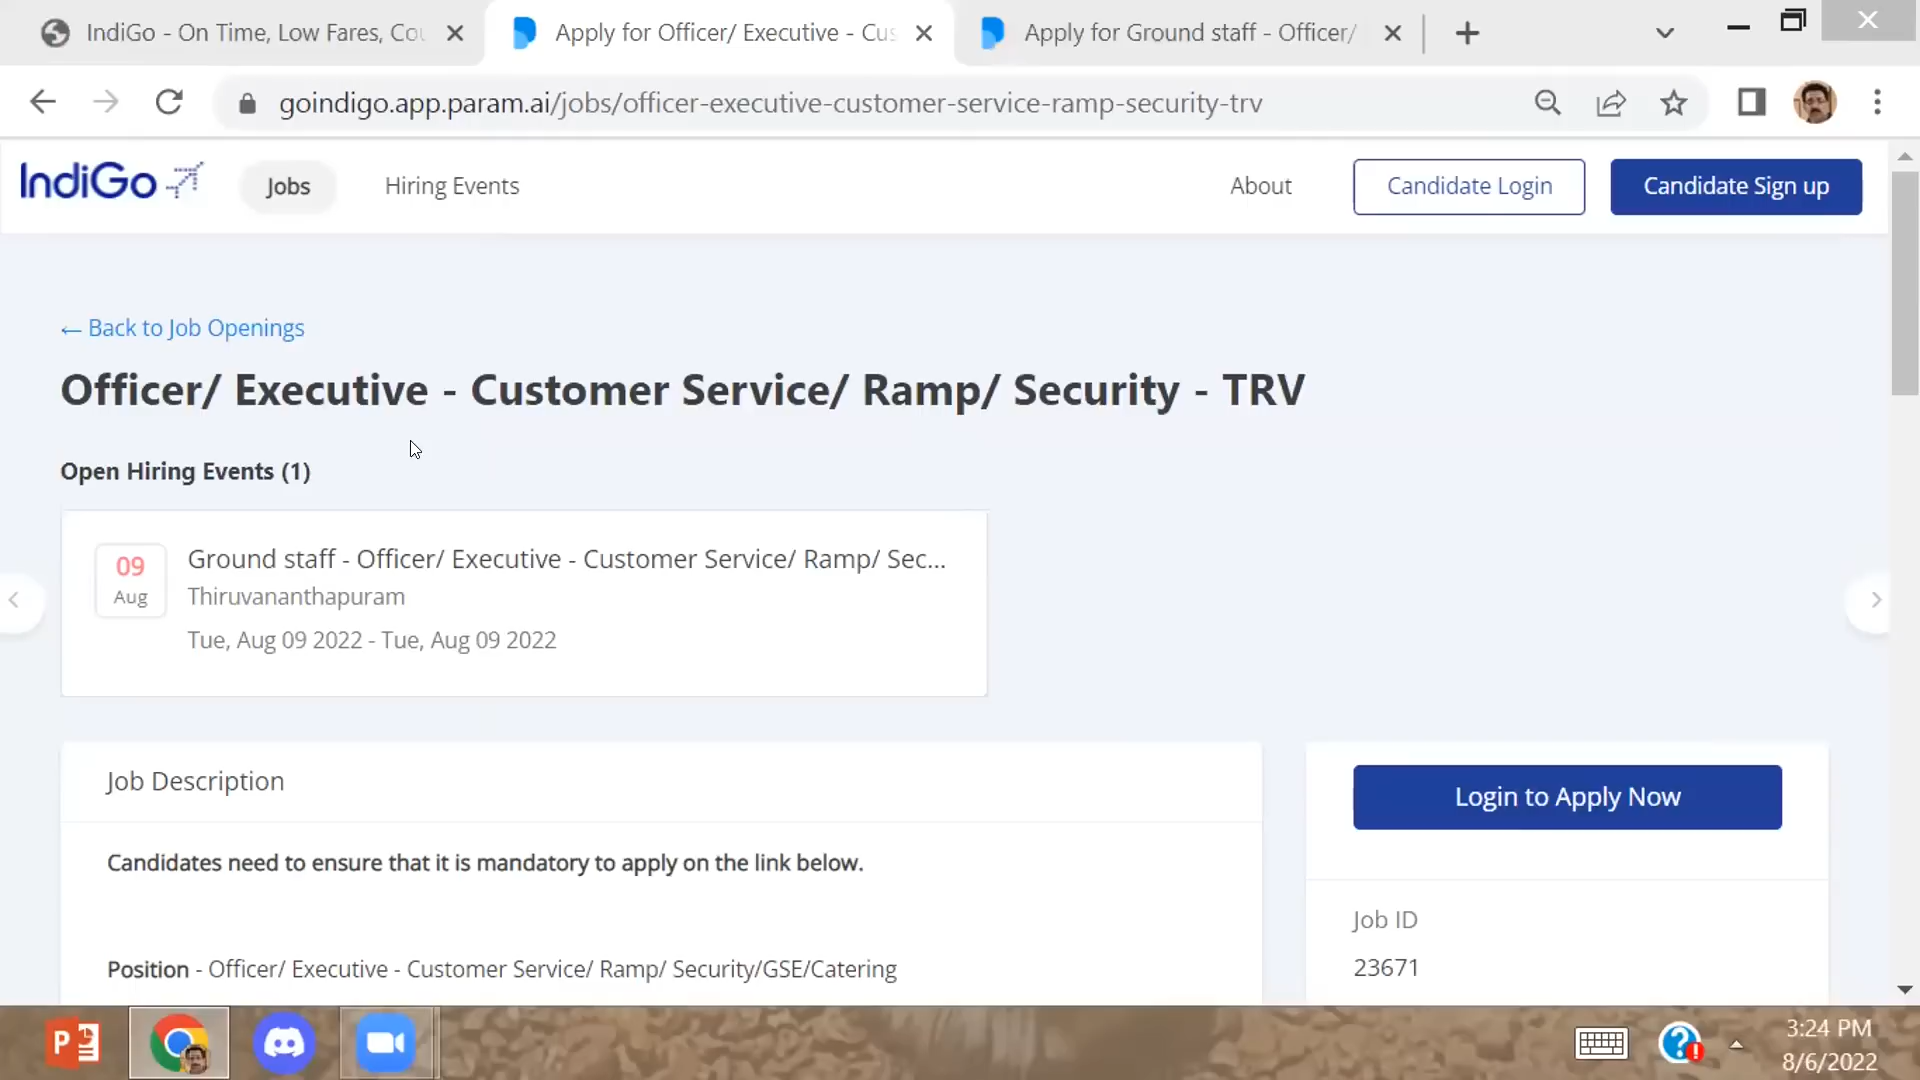 IndiGo - On Time, Low Fares, Cou
Apply for Officer/ Executive - Cus
Apply for Ground staff - Officer/
goindigo.app.param.ai/jobs/officer-executive-customer-service-ramp-security-trv
IndiGo
Jobs
Hiring Events
About
Candidate Login
Candidate Sign up
← Back to Job Openings
Officer/ Executive - Customer Service/ Ramp/ Security - TRV
Open Hiring Events (1)
09
Aug
Ground staff - Officer/ Executive - Customer Service/ Ramp/ Sec...
Thiruvananthapuram
Tue, Aug 09 2022 - Tue, Aug 09 2022
Job Description
Login to Apply Now
Candidates need to ensure that it is mandatory to apply on the link below.
Job ID
23671
Position - Officer/ Executive - Customer Service/ Ramp/ Security/GSE/Catering
3:24 PM
8/6/2022